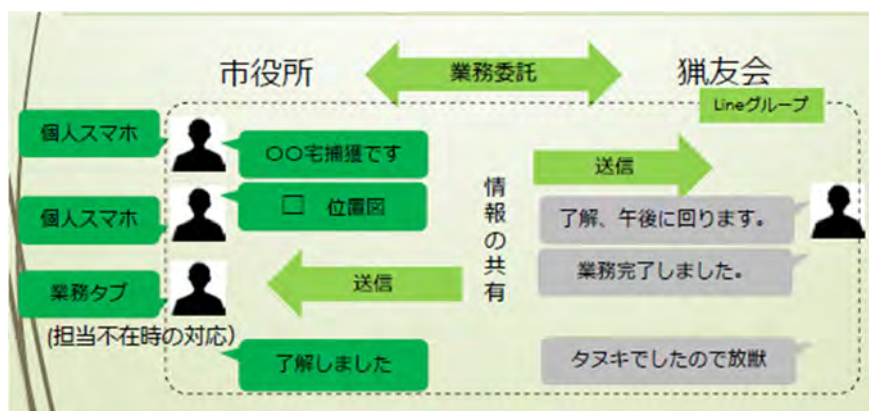 市役所
業務委託
猟友会
Lineグループ
個人スマホ
〇〇宅捕獲です
送信
個人スマホ
□ 位置図
情報の共有
了解、午後に回ります。
業務タブ
送信
業務完了しました。
(担当不在時の対応)
了解しました
タヌキでしたので放獣